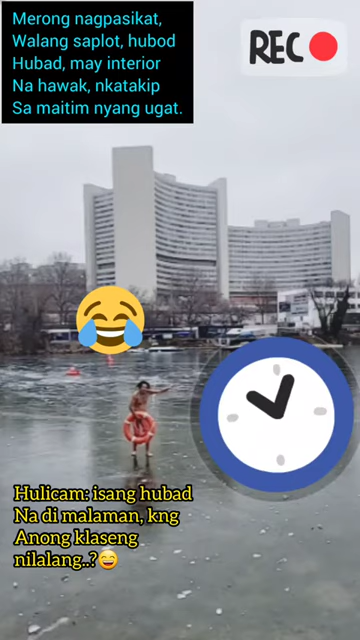 Merong nagpasikat,
Walang saplot, hubod
Hubad, may interior
Na hawak, nkatakip
Sa maitim nyang ugat.
REC
Hulicam: isang hubad
Na di malaman, kng
Anong klaseng
nilalang..?